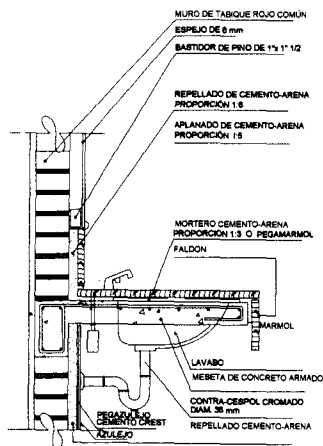 MURO DE TABIQUE ROJO COMÚN
ESPEJO DE 6 mm
BASTIDOR DE PINO DE 1"x 1" 1/2
REPELLADO DE CEMENTO-ARENA
PROPORCIÓN 1:6
APLANADO DE CEMENTO-ARENA
PROPORCIÓN 1:5
MORTERO CEMENTO-ARENA
PROPORCIÓN 1:3 O PEGAMARMOL
FALDON
MARMOL
LAVABO
MEBETA DE CONCRETO ARMADO
CONTRA-CESPOL CROMADO
DIAM. 38 mm
PEGAZULEJO
CEMENTO CREST
REPELLADO CEMENTO-ARENA
AZULEJO